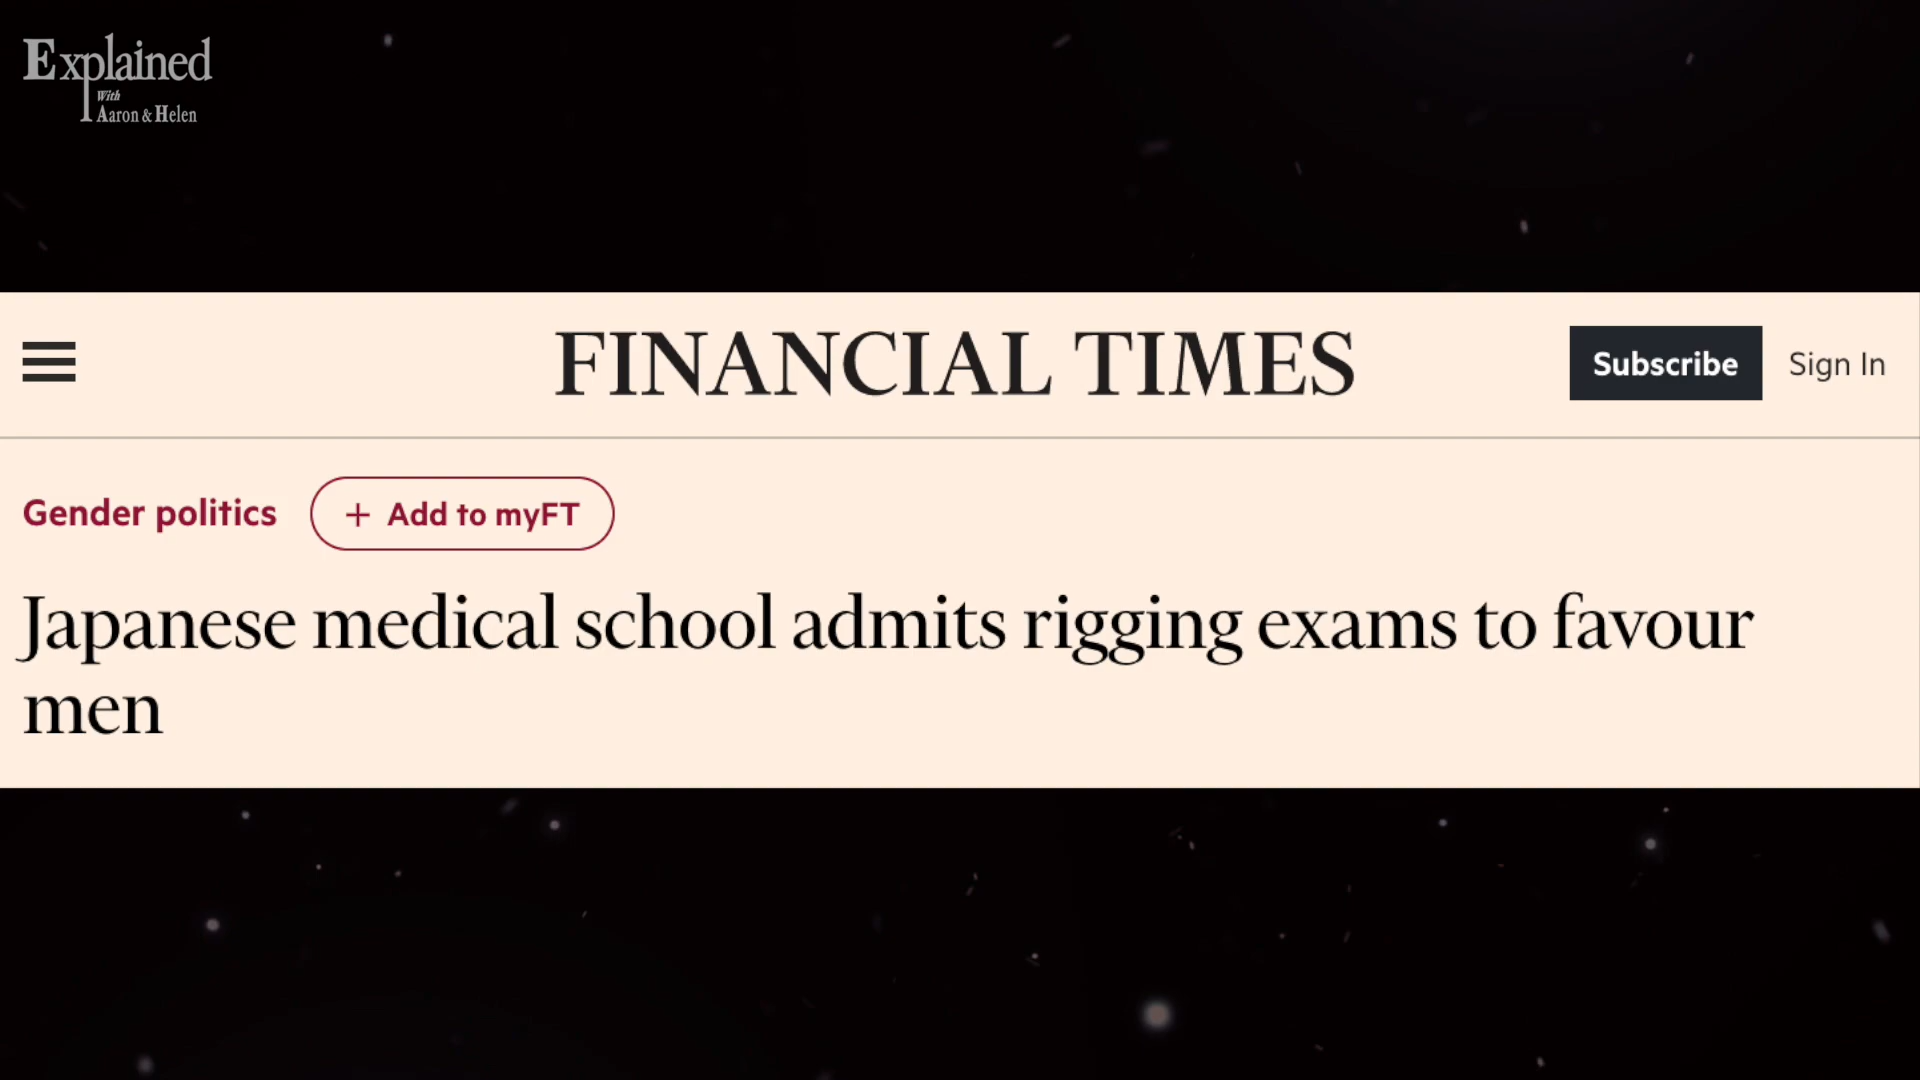 Explained
With
Aaron & Helen
FINANCIAL TIMES
Subscribe
Sign In
Gender politics
+ Add to myFT
Japanese medical school admits rigging exams to favour
men